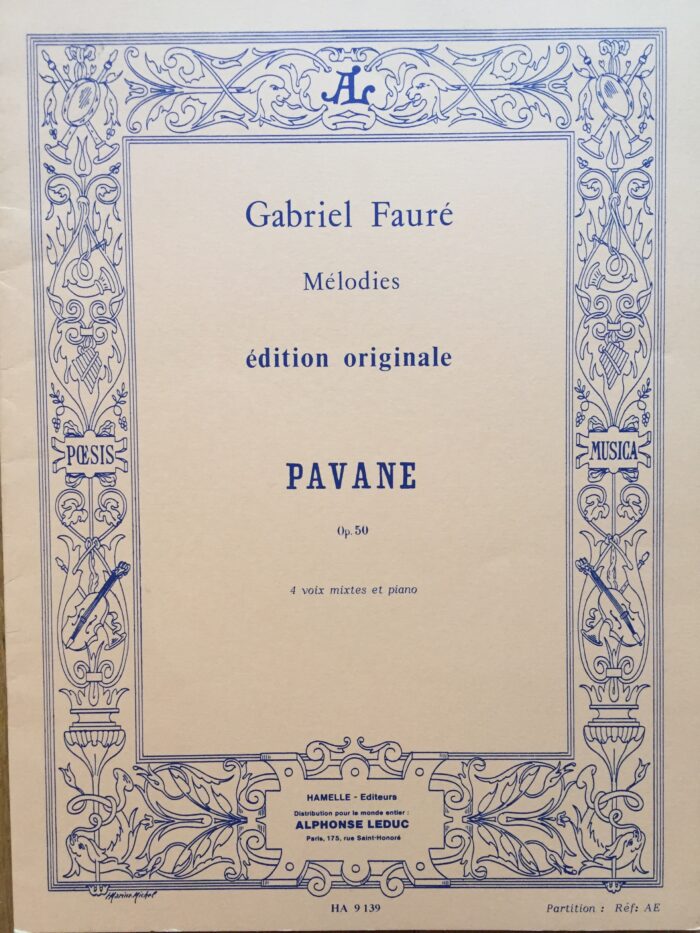 AL
Gabriel Fauré
Mélodies
édition originale
PŒSIS
MUSICA
PAVANE
Op. 50
4 voix mixtes et piano
HAMELLE - Editeurs
Distribution pour le monde entier :
ALPHONSE LEDUC
Paris, 175, rue Saint-Honoré
HA 9 139
Partition : Réf: AE